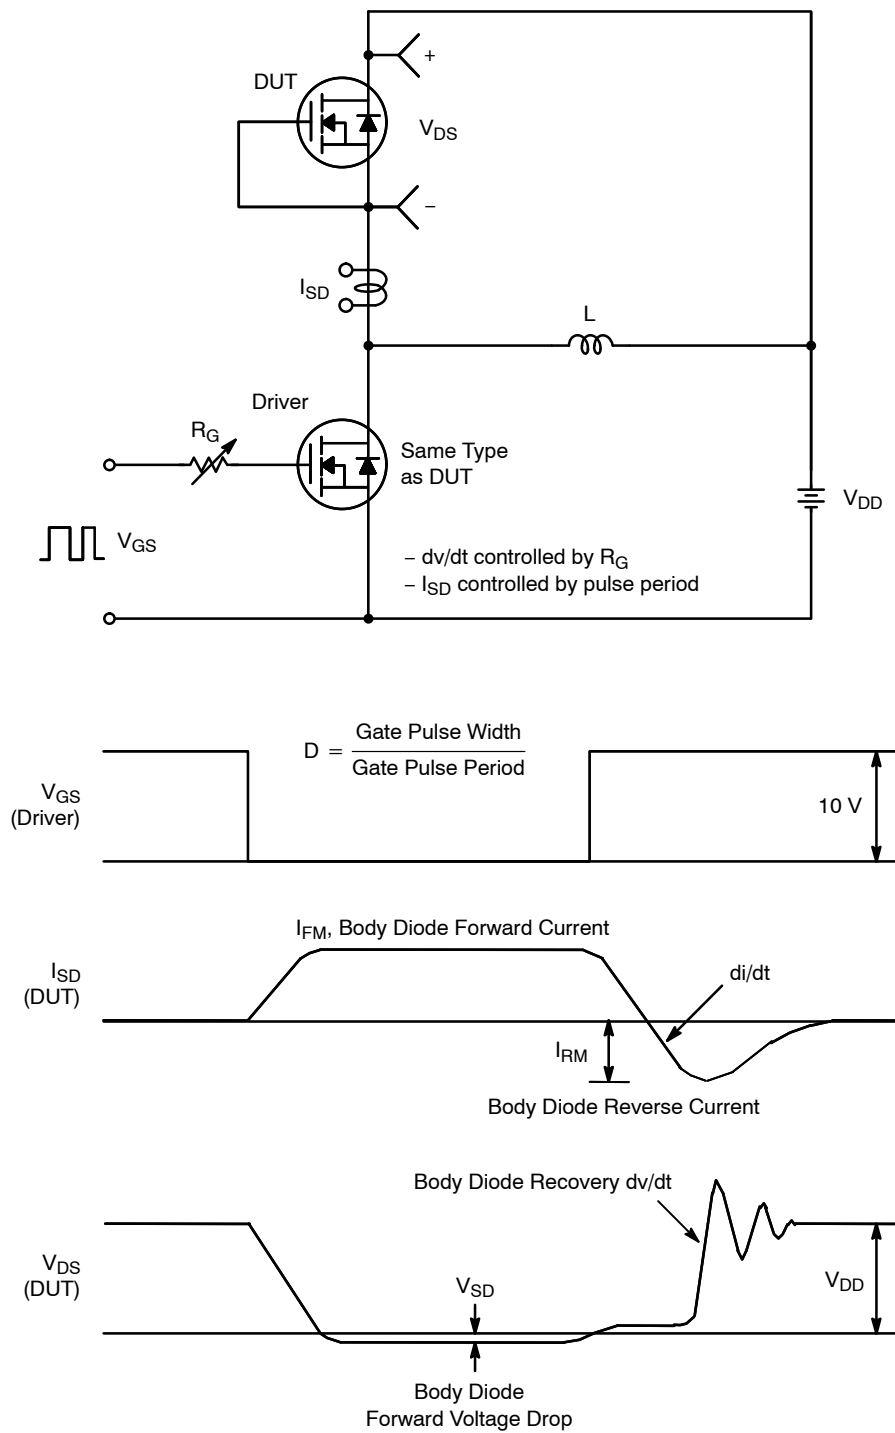 +
DUT
V_DS
−
I_SD
L
Driver
R_G
Same Type
as DUT
V_DD
V_GS
− dv/dt controlled by R_G
− I_SD controlled by pulse period
D = Gate Pulse Width
Gate Pulse Period
V_GS
(Driver)
10 V
I_FM, Body Diode Forward Current
I_SD
(DUT)
di/dt
I_RM
Body Diode Reverse Current
Body Diode Recovery dv/dt
V_DS
(DUT)
V_SD
V_DD
Body Diode
Forward Voltage Drop